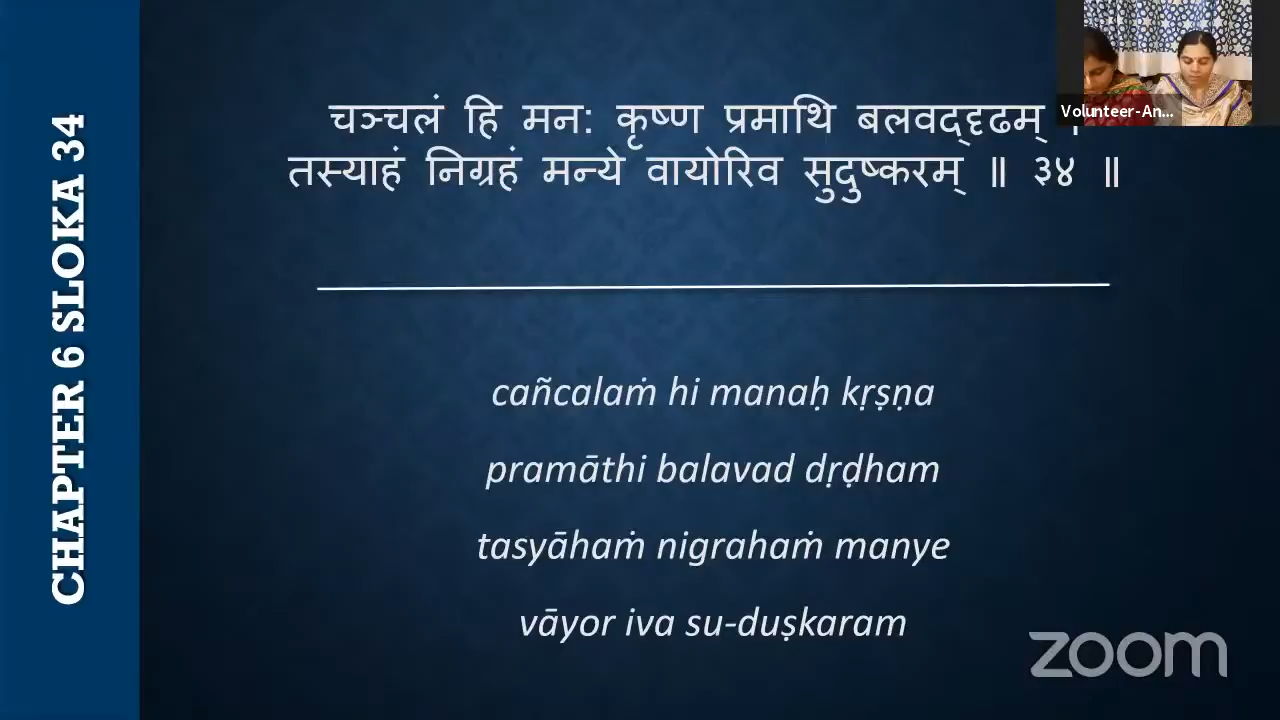 CHAPTER 6 SLOKA 34
चञ्चलं हि मन: कृष्ण प्रमाथि बलवद्दृढम् ।
तस्याहं निग्रहं मन्ये वायोरिव सुदुष्करम् ॥ ३४ ॥
Volunteer-An...
cañcalaṁ hi manaḥ kṛṣṇa
pramāthi balavad dṛḍham
tasyāhaṁ nigrahaṁ manye
vāyor iva su-duṣkaram
zoom